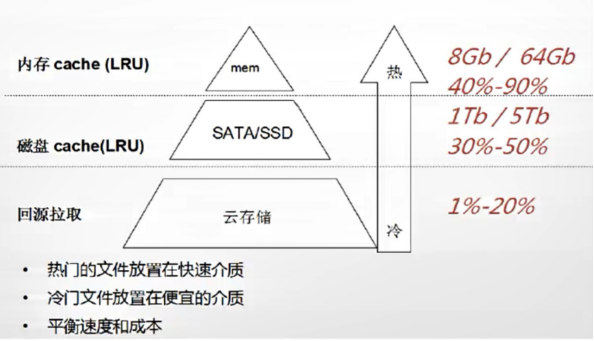 内存 cache (LRU)
mem
热
8Gb / 64Gb
40%-90%
磁盘 cache(LRU)
SATA/SSD
1Tb / 5Tb
30%-50%
回源拉取
云存储
冷
1%-20%
• 热门的文件放置在快速介质
• 冷门文件放置在便宜的介质
• 平衡速度和成本